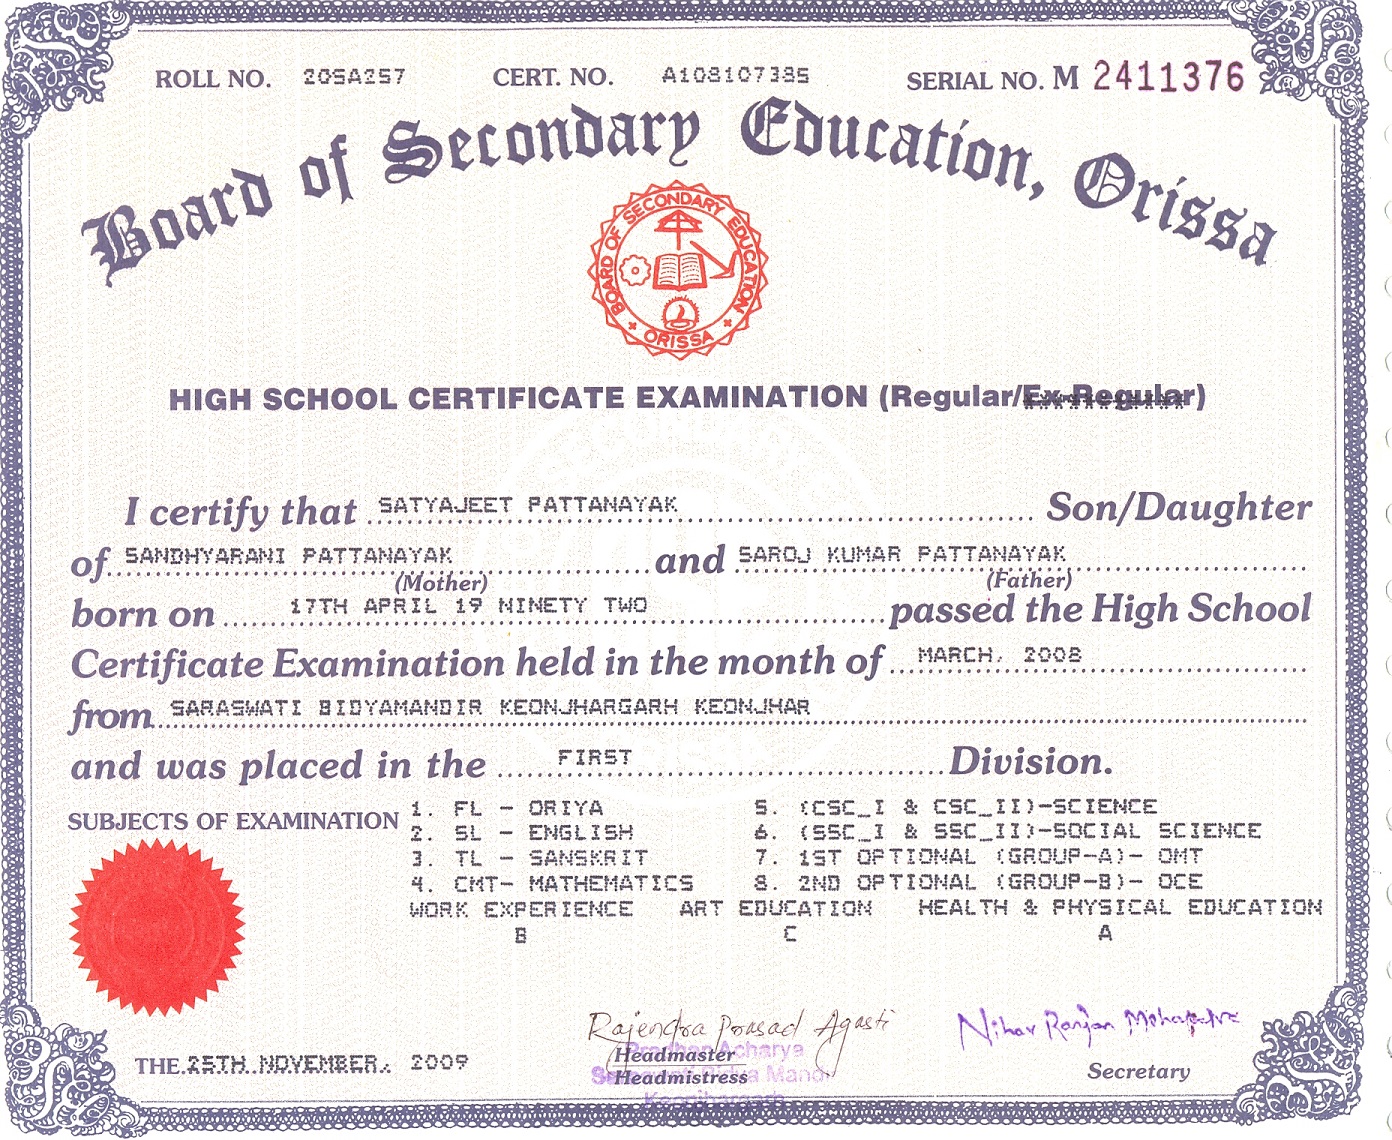 ROLL NO. 205A257 CERT. NO. A108107385 SERIAL NO. M 2411376
Board of Secondary Education, Orissa
BOARD OF SECONDARY EDUCATION
ORISSA
HIGH SCHOOL CERTIFICATE EXAMINATION (Regular/Ex-Regular)
I certify that SATYAJEET PATTANAYAK Son/Daughter
of SANDHYARANI PATTANAYAK and SAROJ KUMAR PATTANAYAK
(Mother) (Father)
born on 17TH APRIL 19 NINETY TWO passed the High School
Certificate Examination held in the month of MARCH, 2008
from SARASWATI BIDYAMANDIR KEONJHARGARH KEONJHAR
and was placed in the FIRST Division.
SUBJECTS OF EXAMINATION
1. FL - ORIYA 5. (CSC_I & CSC_II)-SCIENCE
2. SL - ENGLISH 6. (SSC_I & SSC_II)-SOCIAL SCIENCE
3. TL - SANSKRIT 7. 1ST OPTIONAL (GROUP-A)- OMT
4. CMT- MATHEMATICS 8. 2ND OPTIONAL (GROUP-B)- OCE
WORK EXPERIENCE ART EDUCATION HEALTH & PHYSICAL EDUCATION
B C A
Rajendra Prasad Agasti Nihar Ranjan Mohapatra
Pradhan Acharya
Headmaster
THE 25TH NOVEMBER, 2009 Secretary
Saraswati Bidya Mandir
Headmistress
Keonjhargarh